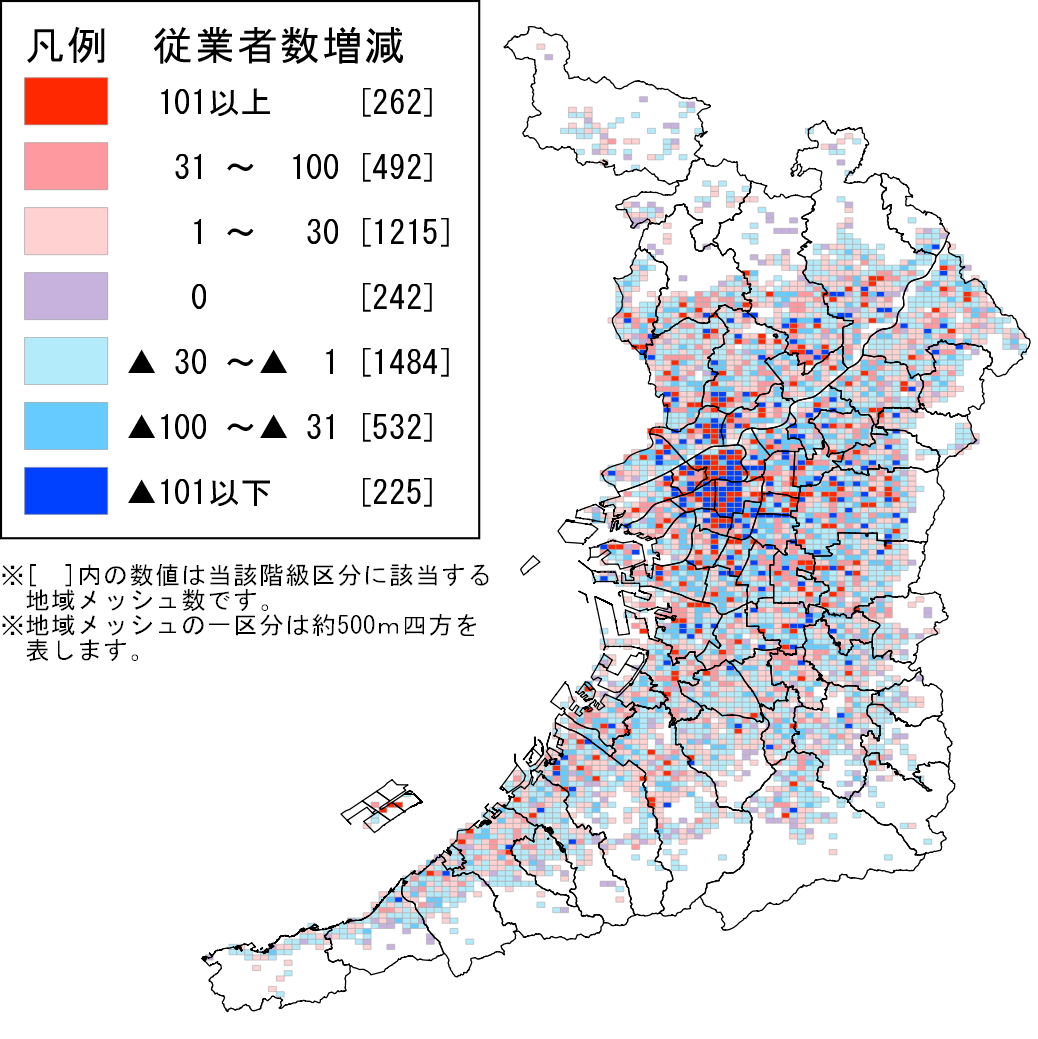 凡例 従業者数増減
101以上 [262]
31 ~ 100 [492]
1 ~ 30 [1215]
0 [242]
▲ 30 ~▲ 1 [1484]
▲100 ~▲ 31 [532]
▲101以下 [225]
※[ ]内の数値は当該階級区分に該当する
地域メッシュ数です。
※地域メッシュの一区分は約500m四方を
表します。